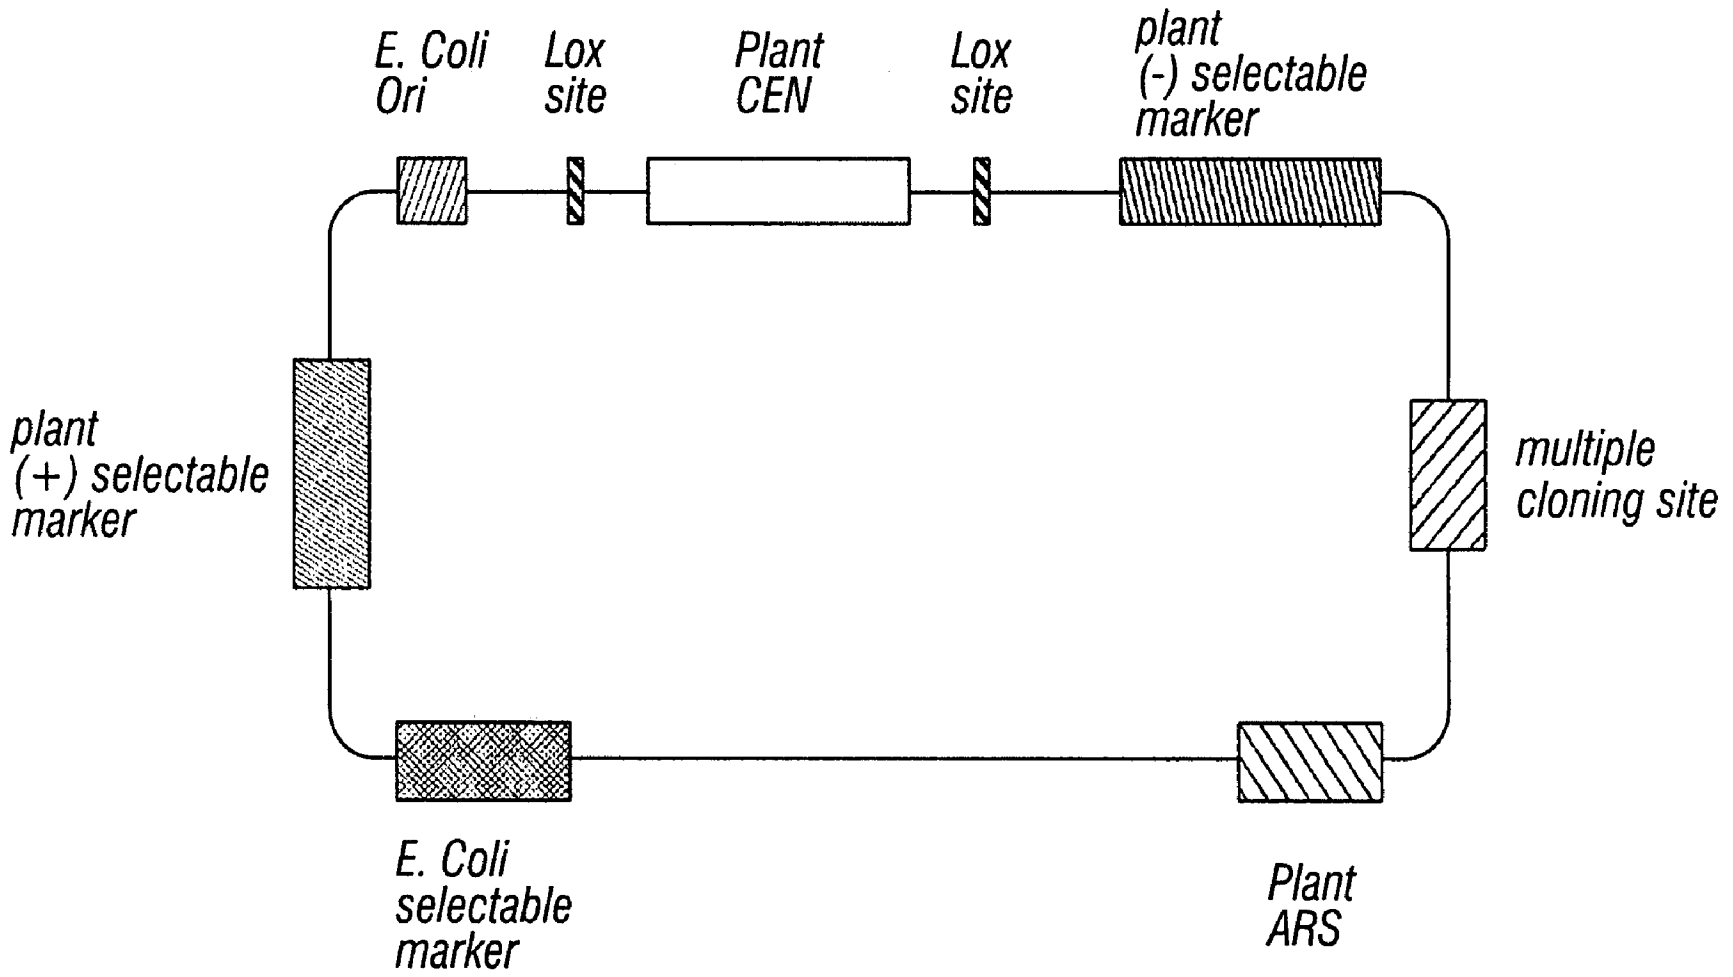 E. Coli
Ori
Lox
site
Plant
CEN
Lox
site
plant
(-) selectable
marker
plant
(+) selectable
marker
multiple
cloning site
E. Coli
selectable
marker
Plant
ARS